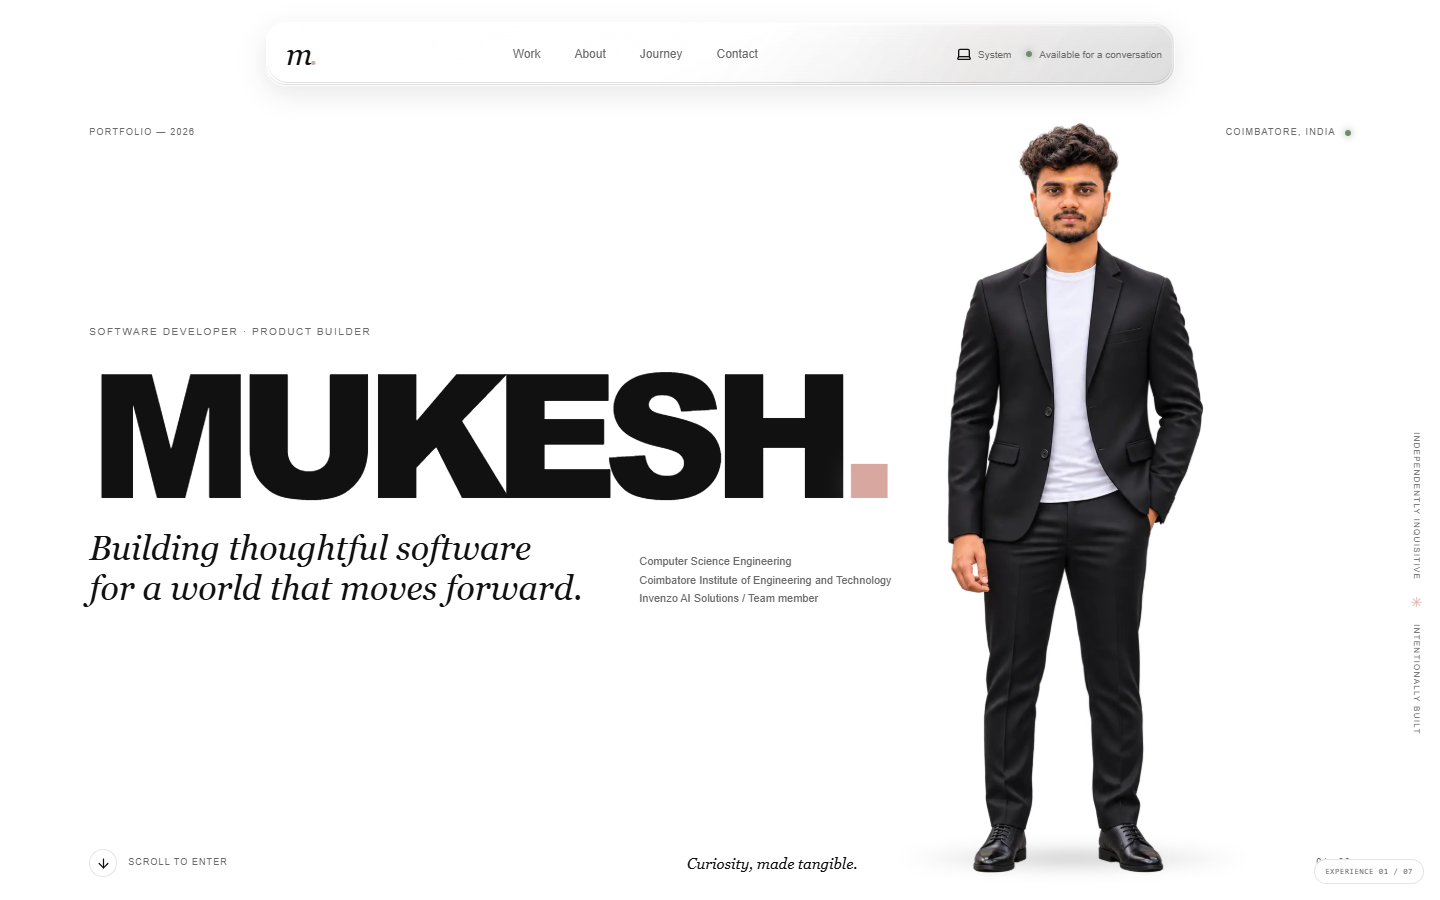 m.
Work
About
Journey
Contact
System
Available for a conversation
PORTFOLIO — 2026
COIMBATORE, INDIA
SOFTWARE DEVELOPER · PRODUCT BUILDER
MUKESH.
Building thoughtful software
for a world that moves forward.
Computer Science Engineering
Coimbatore Institute of Engineering and Technology
Invenzo AI Solutions / Team member
INDEPENDENTLY INQUISITIVE
INTENTIONALLY BUILT
SCROLL TO ENTER
Curiosity, made tangible.
EXPERIENCE 01 / 07